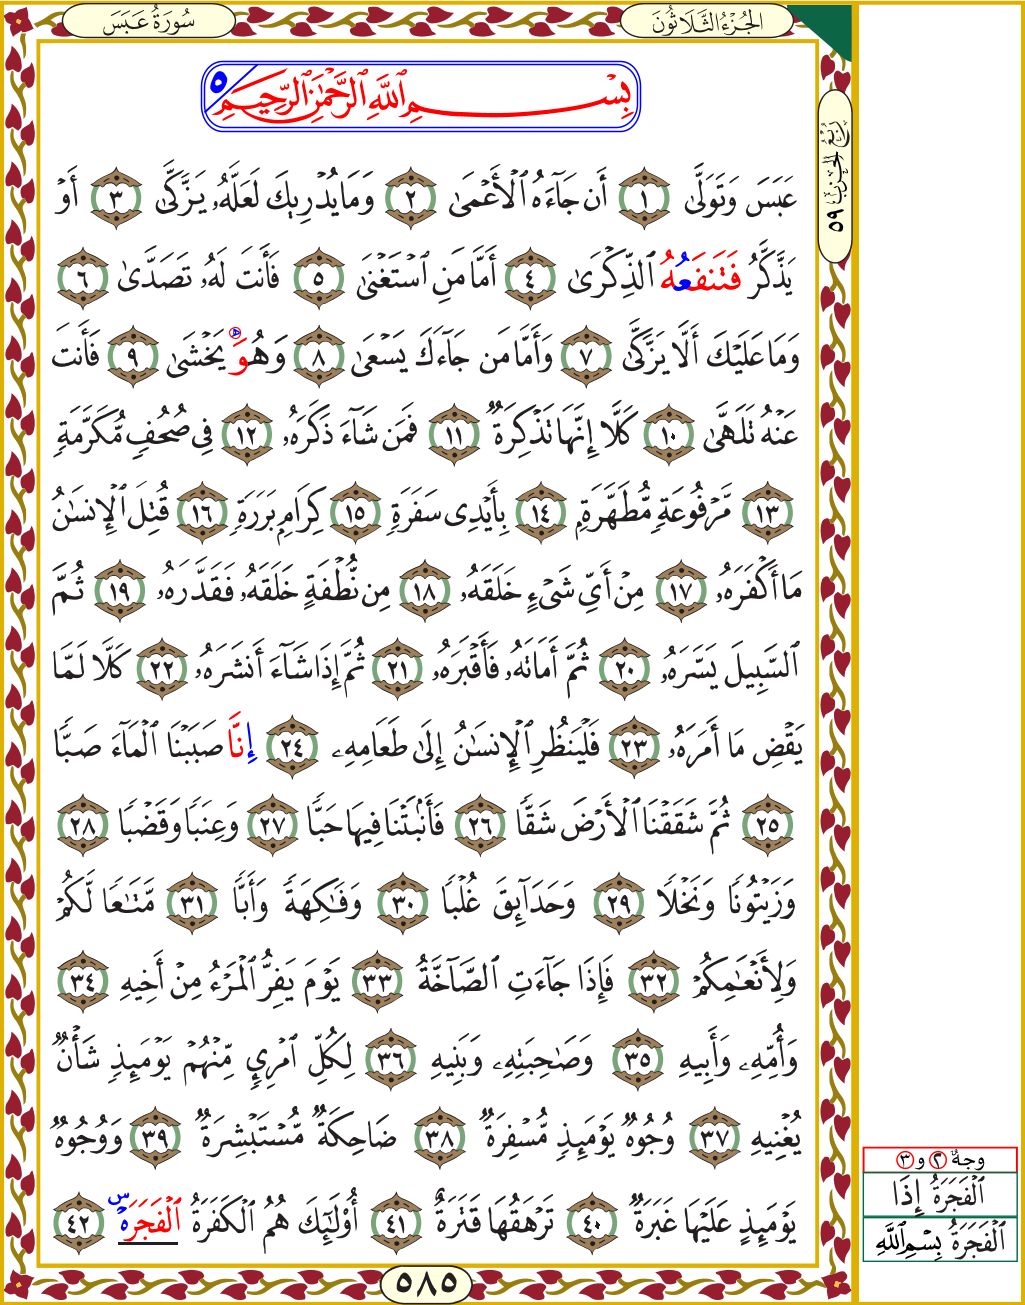 سُورَةُ عَبَسَ
الجُزْءُ الثَّلَاثُونَ
رُبْعُ الْحِزْبِ ٥٩
بِسْمِ ٱللَّهِ ٱلرَّحْمَٰنِ ٱلرَّحِيمِ ٥
عَبَسَ وَتَوَلَّىٰٓ ١ أَن جَآءَهُ ٱلْأَعْمَىٰ ٢ وَمَا يُدْرِيكَ لَعَلَّهُۥ يَزَّكَّىٰٓ ٣ أَوْ
يَذَّكَّرُ فَتَنفَعُهُ ٱلذِّكْرَىٰٓ ٤ أَمَّا مَنِ ٱسْتَغْنَىٰ ٥ فَأَنتَ لَهُۥ تَصَدَّىٰ ٦
وَمَا عَلَيْكَ أَلَّا يَزَّكَّىٰ ٧ وَأَمَّا مَن جَآءَكَ يَسْعَىٰ ٨ وَهُوَ يَخْشَىٰ ٩ فَأَنتَ
عَنْهُ تَلَهَّىٰ ١٠ كَلَّآ إِنَّهَا تَذْكِرَةٌ ١١ فَمَن شَآءَ ذَكَرَهُۥ ١٢ فِى صُحُفٍ مُّكَرَّمَةٍ
١٣ مَّرْفُوعَةٍ مُّطَهَّرَةٍۭ ١٤ بِأَيْدِى سَفَرَةٍ ١٥ كِرَامٍۭ بَرَرَةٍ ١٦ قُتِلَ ٱلْإِنسَٰنُ
مَآ أَكْفَرَهُۥ ١٧ مِنْ أَىِّ شَىْءٍ خَلَقَهُۥ ١٨ مِن نُّطْفَةٍ خَلَقَهُۥ فَقَدَّرَهُۥ ١٩ ثُمَّ
ٱلسَّبِيلَ يَسَّرَهُۥ ٢٠ ثُمَّ أَمَاتَهُۥ فَأَقْبَرَهُۥ ٢١ ثُمَّ إِذَا شَآءَ أَنشَرَهُۥ ٢٢ كَلَّا لَمَّا
يَقْضِ مَآ أَمَرَهُۥ ٢٣ فَلْيَنظُرِ ٱلْإِنسَٰنُ إِلَىٰ طَعَامِهِۦٓ ٢٤ إِنَّا صَبَبْنَا ٱلْمَآءَ صَبًّا
٢٥ ثُمَّ شَقَقْنَا ٱلْأَرْضَ شَقًّا ٢٦ فَأَنۢبَتْنَا فِيهَا حَبًّا ٢٧ وَعِنَبًا وَقَضْبًا ٢٨
وَزَيْتُونًا وَنَخْلًا ٢٩ وَحَدَآئِقَ غُلْبًا ٣٠ وَفَٰكِهَةً وَأَبًّا ٣١ مَّتَٰعًا لَّكُمْ
وَلِأَنْعَٰمِكُمْ ٣٢ فَإِذَا جَآءَتِ ٱلصَّآخَّةُ ٣٣ يَوْمَ يَفِرُّ ٱلْمَرْءُ مِنْ أَخِيهِ ٣٤
وَأُمِّهِۦ وَأَبِيهِ ٣٥ وَصَٰحِبَتِهِۦ وَبَنِيهِ ٣٦ لِكُلِّ ٱمْرِئٍ مِّنْهُمْ يَوْمَئِذٍ شَأْنٌ
يُغْنِيهِ ٣٧ وُجُوهٌ يَوْمَئِذٍ مُّسْفِرَةٌ ٣٨ ضَاحِكَةٌ مُّسْتَبْشِرَةٌ ٣٩ وَوُجُوهٌ
يَوْمَئِذٍ عَلَيْهَا غَبَرَةٌ ٤٠ تَرْهَقُهَا قَتَرَةٌ ٤١ أُو۟لَٰٓئِكَ هُمُ ٱلْكَفَرَةُ ٱلْفَجَرَةُ س ٤٢
وجهٌ ٢ و ٣
ٱلْفَجَرَةُ إِذَا
ٱلْفَجَرَةُ بِسْمِ ٱللَّهِ
٥٨٥